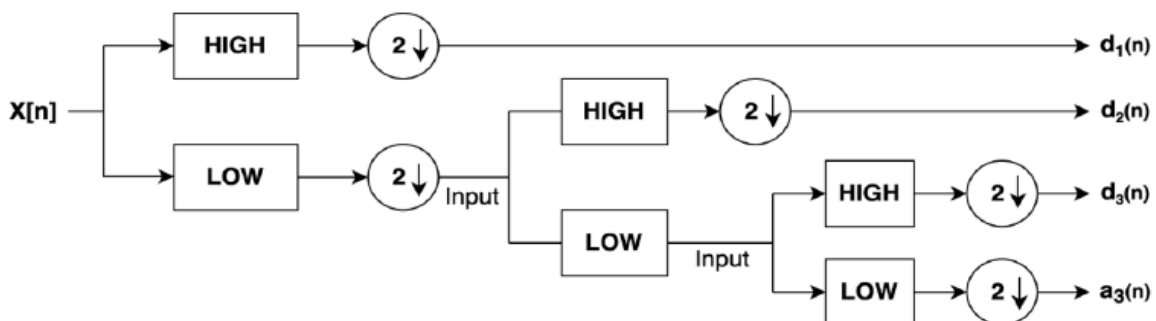 HIGH
2↓
d₁(n)
X[n]
HIGH
2↓
d₂(n)
LOW
2↓
Input
HIGH
2↓
d₃(n)
LOW
Input
LOW
2↓
a₃(n)